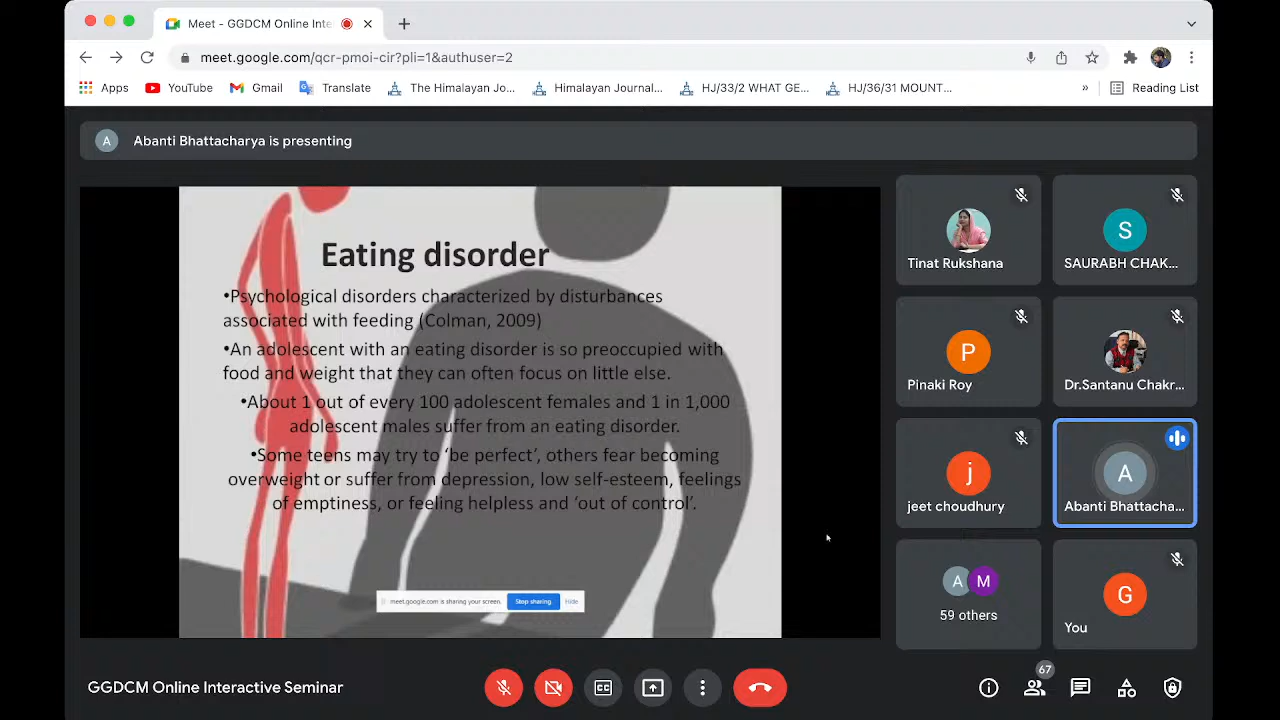 Meet - GGDCM Online Inte
meet.google.com/qcr-pmoi-cir?pli=1&authuser=2
Apps
YouTube
Gmail
Translate
The Himalayan Jo...
Himalayan Journal...
HJ/33/2 WHAT GE...
HJ/36/31 MOUNT...
»
Reading List
A
Abanti Bhattacharya is presenting
Eating disorder
•Psychological disorders characterized by disturbances
associated with feeding (Colman, 2009)
•An adolescent with an eating disorder is so preoccupied with
food and weight that they can often focus on little else.
•About 1 out of every 100 adolescent females and 1 in 1,000
adolescent males suffer from an eating disorder.
•Some teens may try to ‘be perfect’, others fear becoming
overweight or suffer from depression, low self-esteem, feelings
of emptiness, or feeling helpless and ‘out of control’.
meet.google.com is sharing your screen.
Stop sharing
Hide
Tinat Rukshana
S
SAURABH CHAK...
P
Pinaki Roy
Dr.Santanu Chakr...
j
jeet choudhury
A
Abanti Bhattacha...
A
M
59 others
G
You
GGDCM Online Interactive Seminar
CC
67